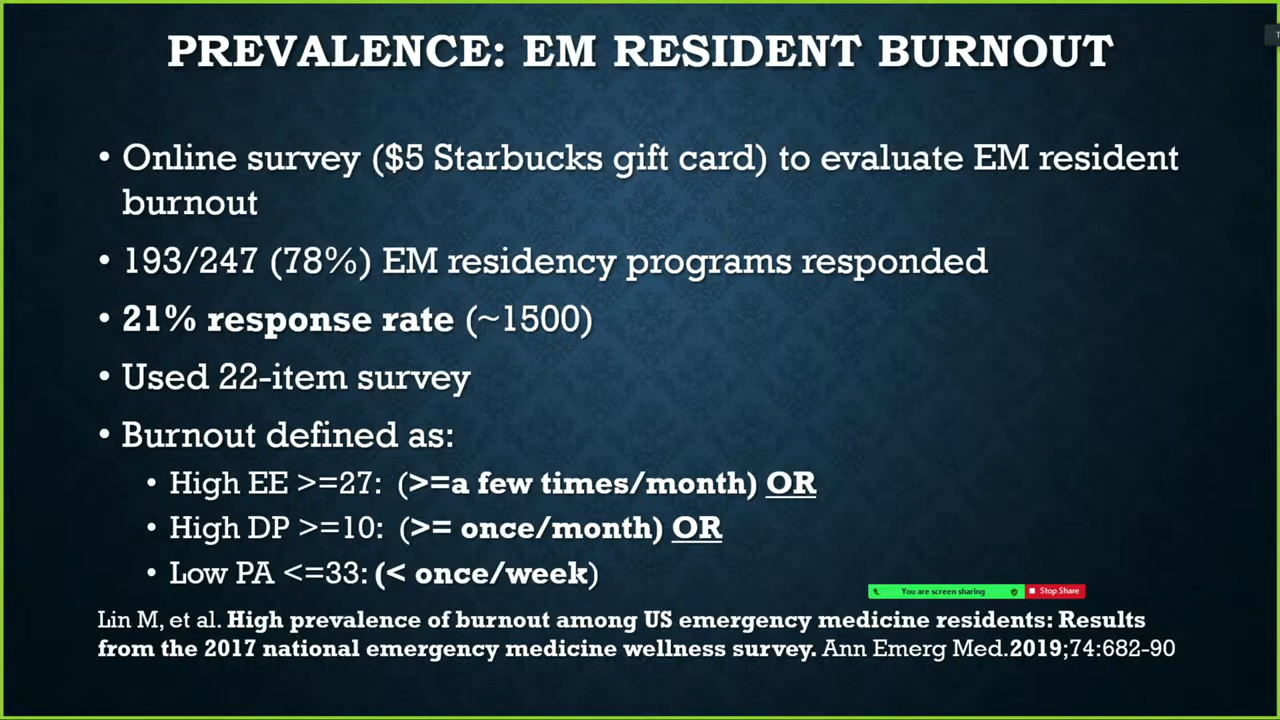 PREVALENCE: EM RESIDENT BURNOUT
• Online survey ($5 Starbucks gift card) to evaluate EM resident
burnout
• 193/247 (78%) EM residency programs responded
• 21% response rate (~1500)
• Used 22-item survey
• Burnout defined as:
• High EE >=27: (>=a few times/month) OR
• High DP >=10: (>= once/month) OR
• Low PA <=33: (< once/week)
You are screen sharing
Stop Share
Lin M, et al. High prevalence of burnout among US emergency medicine residents: Results
from the 2017 national emergency medicine wellness survey. Ann Emerg Med.2019;74:682-90